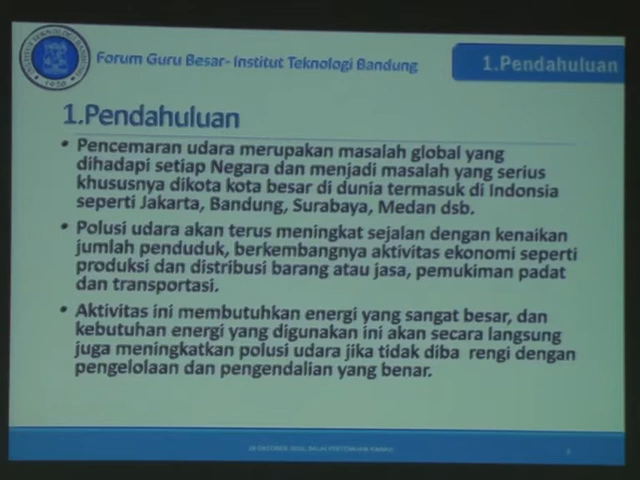 Forum Guru Besar- Institut Teknologi Bandung
1.Pendahuluan
1.Pendahuluan
• Pencemaran udara merupakan masalah global yang
dihadapi setiap Negara dan menjadi masalah yang serius
khususnya dikota kota besar di dunia termasuk di Indonsia
seperti Jakarta, Bandung, Surabaya, Medan dsb.
• Polusi udara akan terus meningkat sejalan dengan kenaikan
jumlah penduduk, berkembangnya aktivitas ekonomi seperti
produksi dan distribusi barang atau jasa, pemukiman padat
dan transportasi.
• Aktivitas ini membutuhkan energi yang sangat besar, dan
kebutuhan energi yang digunakan ini akan secara langsung
juga meningkatkan polusi udara jika tidak diba rengi dengan
pengelolaan dan pengendalian yang benar.